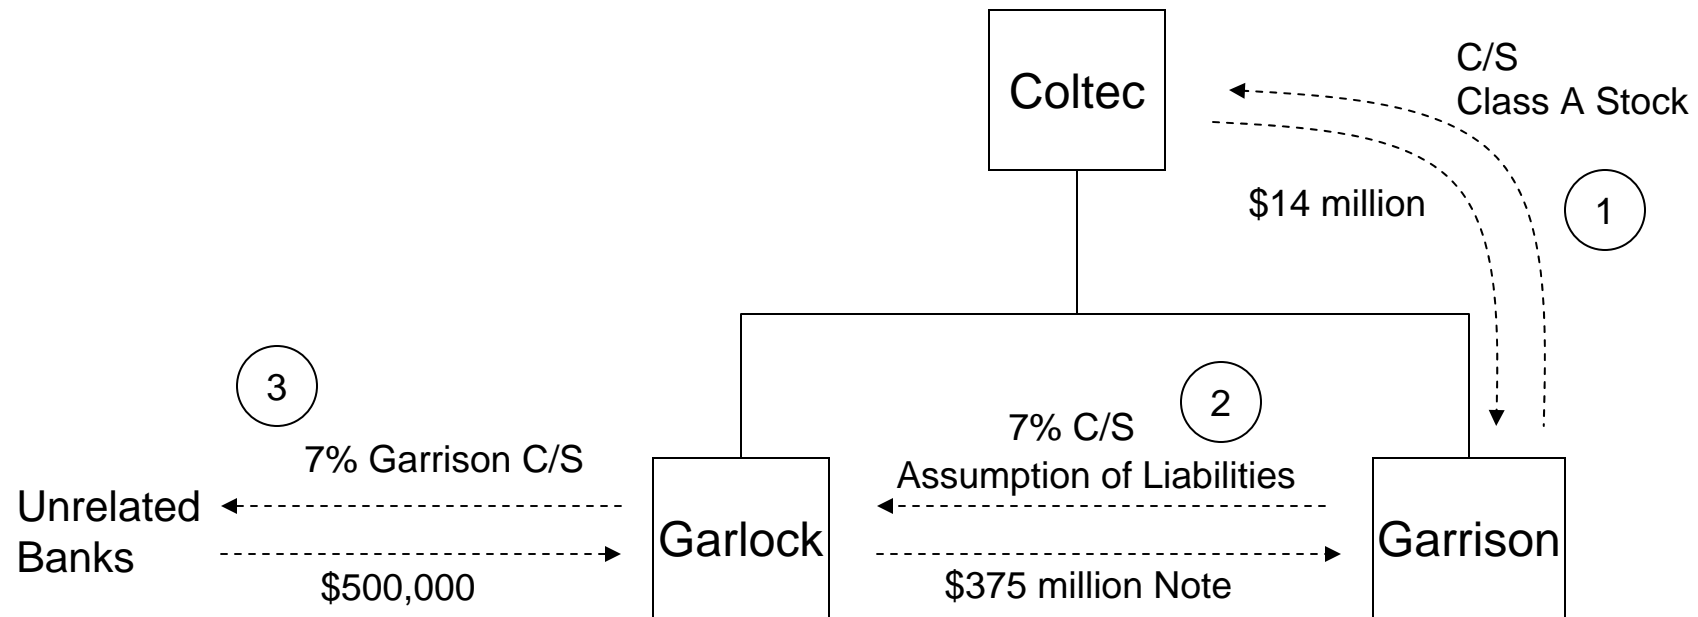 Coltec
C/S
Class A Stock
$14 million
1
3
2
7% C/S
Assumption of Liabilities
7% Garrison C/S
Unrelated
Banks
$500,000
Garlock
$375 million Note
Garrison